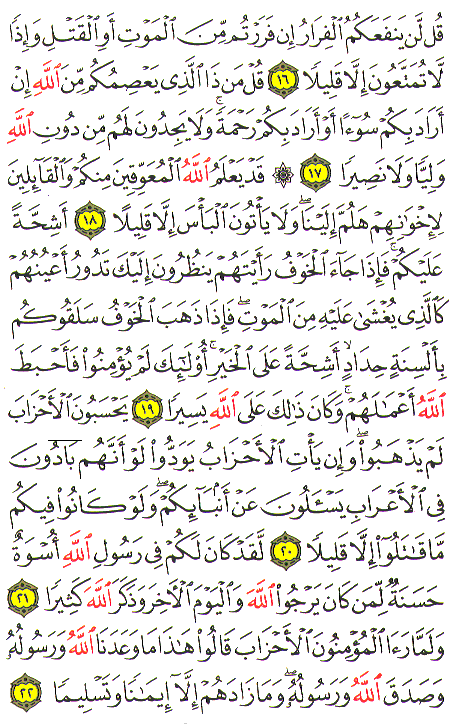 قُل لَّن يَنفَعَكُمُ ٱلْفِرَارُ إِن فَرَرْتُم مِّنَ ٱلْمَوْتِ أَوِ ٱلْقَتْلِ وَإِذًا
لَّا تُمَتَّعُونَ إِلَّا قَلِيلًا ١٦ قُلْ مَن ذَا ٱلَّذِى يَعْصِمُكُم مِّنَ ٱللَّهِ إِنْ
أَرَادَ بِكُمْ سُوٓءًا أَوْ أَرَادَ بِكُمْ رَحْمَةً ۚ وَلَا يَجِدُونَ لَهُم مِّن دُونِ ٱللَّهِ
وَلِيًّا وَلَا نَصِيرًا ١٧ ۞ قَدْ يَعْلَمُ ٱللَّهُ ٱلْمُعَوِّقِينَ مِنكُمْ وَٱلْقَآئِلِينَ
لِإِخْوَٰنِهِمْ هَلُمَّ إِلَيْنَا ۖ وَلَا يَأْتُونَ ٱلْبَأْسَ إِلَّا قَلِيلًا ١٨ أَشِحَّةً
عَلَيْكُمْ ۖ فَإِذَا جَآءَ ٱلْخَوْفُ رَأَيْتَهُمْ يَنظُرُونَ إِلَيْكَ تَدُورُ أَعْيُنُهُمْ
كَٱلَّذِى يُغْشَىٰ عَلَيْهِ مِنَ ٱلْمَوْتِ ۖ فَإِذَا ذَهَبَ ٱلْخَوْفُ سَلَقُوكُم
بِأَلْسِنَةٍ حِدَادٍ أَشِحَّةً عَلَى ٱلْخَيْرِ ۚ أُو۟لَٰٓئِكَ لَمْ يُؤْمِنُوا۟ فَأَحْبَطَ
ٱللَّهُ أَعْمَٰلَهُمْ ۚ وَكَانَ ذَٰلِكَ عَلَى ٱللَّهِ يَسِيرًا ١٩ يَحْسَبُونَ ٱلْأَحْزَابَ
لَمْ يَذْهَبُوا۟ ۖ وَإِن يَأْتِ ٱلْأَحْزَابُ يَوَدُّوا۟ لَوْ أَنَّهُم بَادُونَ
فِى ٱلْأَعْرَابِ يَسْـَٔلُونَ عَنْ أَنۢبَآئِكُمْ ۖ وَلَوْ كَانُوا۟ فِيكُم
مَّا قَٰتَلُوٓا۟ إِلَّا قَلِيلًا ٢٠ لَّقَدْ كَانَ لَكُمْ فِى رَسُولِ ٱللَّهِ أُسْوَةٌ
حَسَنَةٌ لِّمَن كَانَ يَرْجُوا۟ ٱللَّهَ وَٱلْيَوْمَ ٱلْءَاخِرَ وَذَكَرَ ٱللَّهَ كَثِيرًا ٢١
وَلَمَّا رَءَا ٱلْمُؤْمِنُونَ ٱلْأَحْزَابَ قَالُوا۟ هَٰذَا مَا وَعَدَنَا ٱللَّهُ وَرَسُولُهُۥ
وَصَدَقَ ٱللَّهُ وَرَسُولُهُۥ ۚ وَمَا زَادَهُمْ إِلَّآ إِيمَٰنًا وَتَسْلِيمًا ٢٢